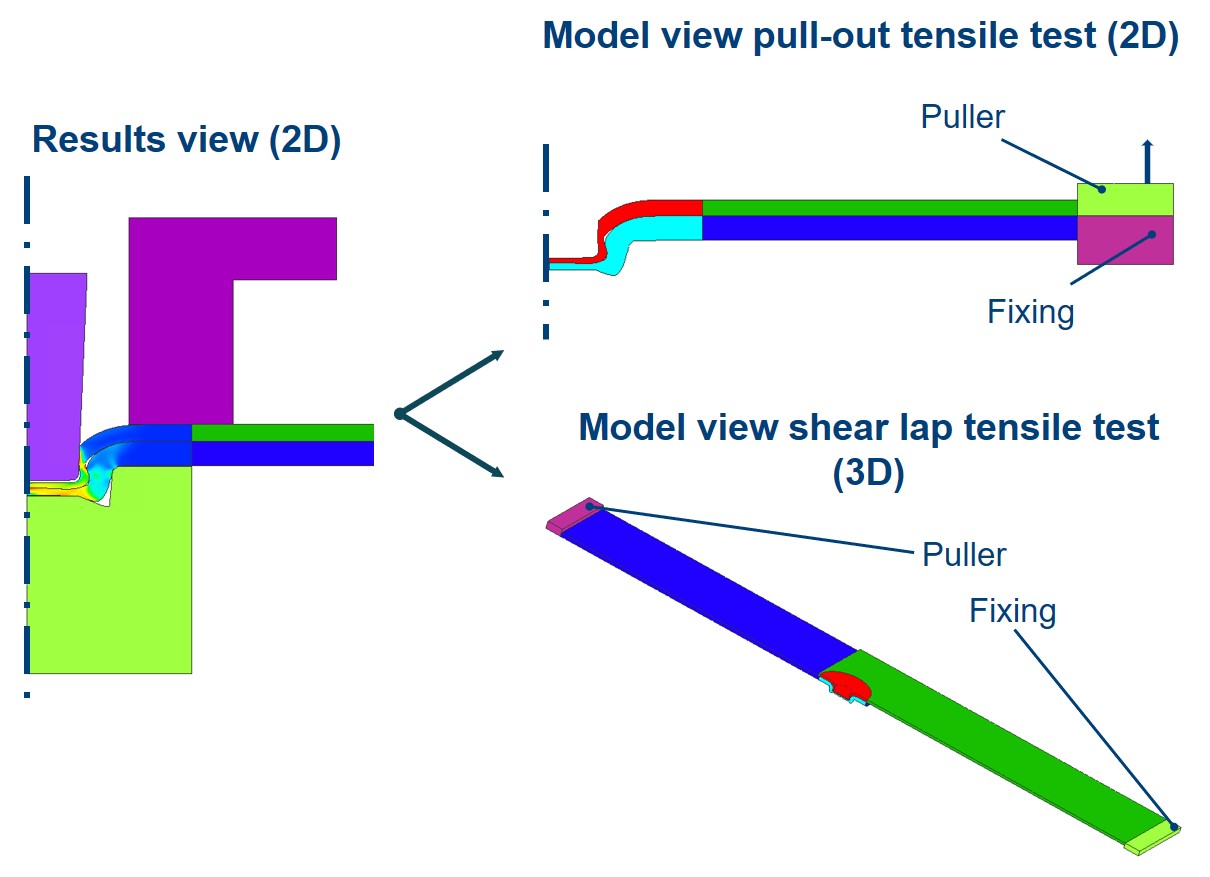 Model view pull-out tensile test (2D)
Results view (2D)
Puller
Fixing
Model view shear lap tensile test
(3D)
Puller
Fixing